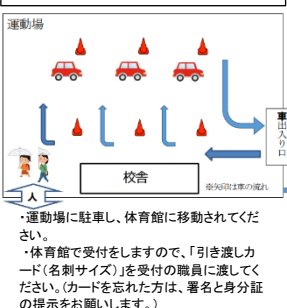 運動場
車出入り口
校舎
※矢印は車の流れ
人
・運動場に駐車し、体育館に移動されてくだ
さい。
・体育館で受付をしますので、「引き渡しカ
ード(名刺サイズ)」を受付の職員に渡してく
ださい。(カードを忘れた方は、署名と身分証
の提示をお願いします。)